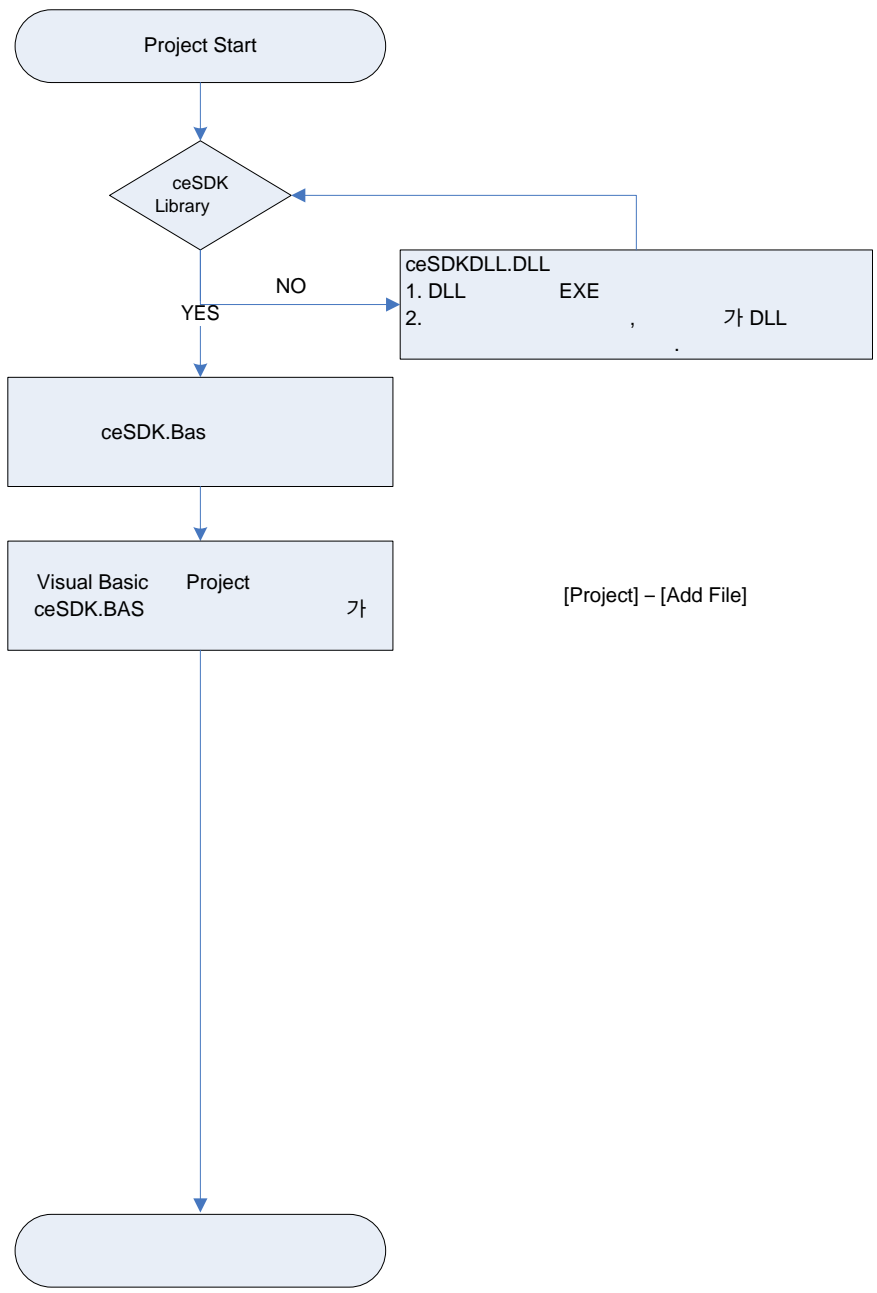 Project Start
ceSDK
Library
NO
YES
ceSDKDLL.DLL
1. DLL EXE
2. , 가 DLL
.
ceSDK.Bas
Visual Basic Project
ceSDK.BAS 가
[Project] – [Add File]